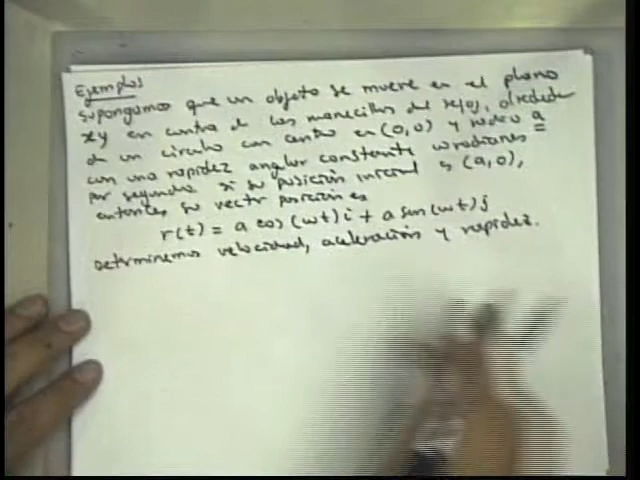 Ejemplos
Supongamos que un objeto se mueve en el plano
xy en contra de las manecillas del reloj, alrededor
de un círculo con centro en (0,0) y radio a
con una rapidez angular constante ω radianes
por segundo si su posición inicial es (a,0),
entonces su vector posición es
r(t) = a cos(ωt)i + a sin(ωt)j
Determinemos velocidad, aceleración y rapidez.